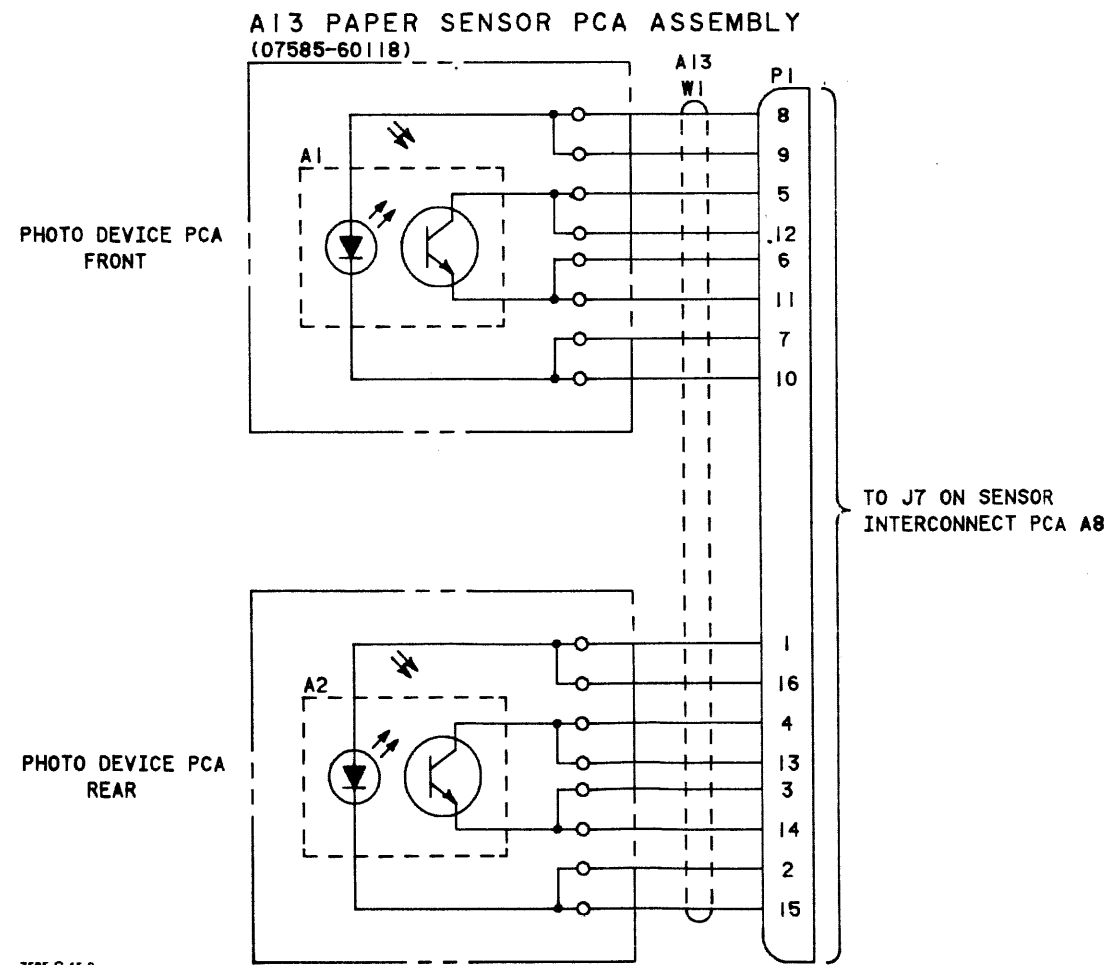 A13 PAPER SENSOR PCA ASSEMBLY
(07585-60118)
A13
W1
P1
8
9
A1
5
12
PHOTO DEVICE PCA
FRONT
6
11
7
10
TO J7 ON SENSOR
INTERCONNECT PCA A8
1
16
A2
4
13
PHOTO DEVICE PCA
REAR
3
14
2
15